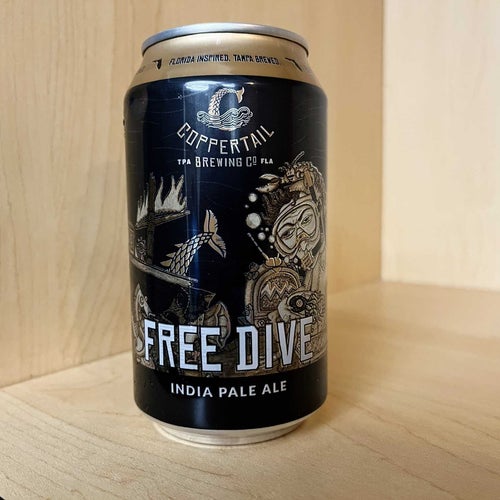 FLORIDA INSPIRED, TAMPA BREWED.
COPPERTAIL
TPA BREWING CO FLA
FREE DIVE
INDIA PALE ALE